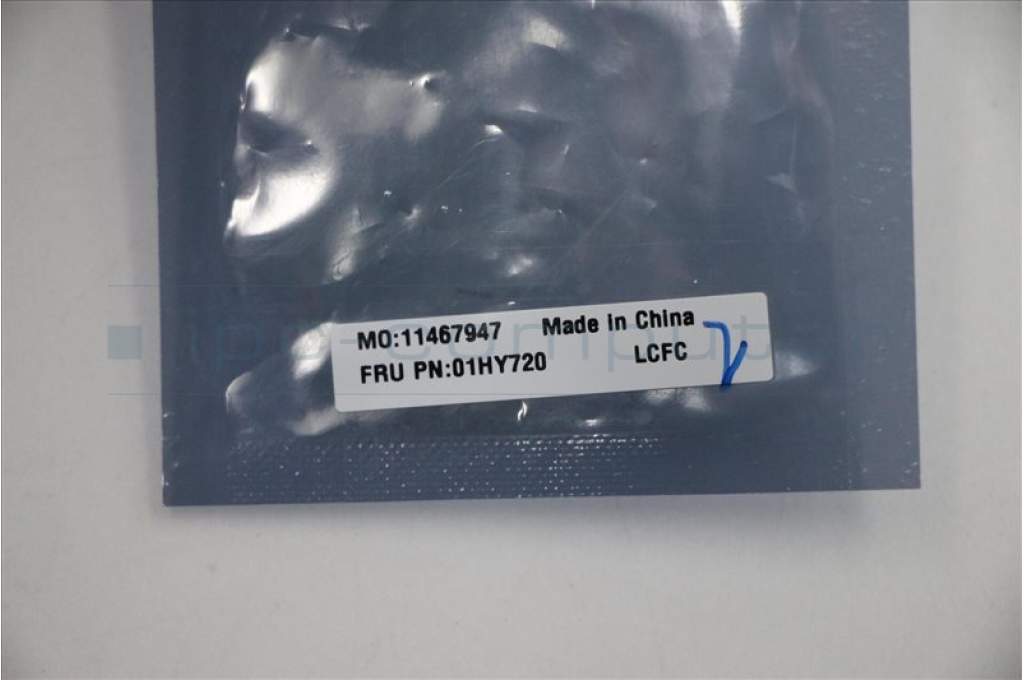 MO:11467947 Made in China
FRU PN:01HY720 LCFC